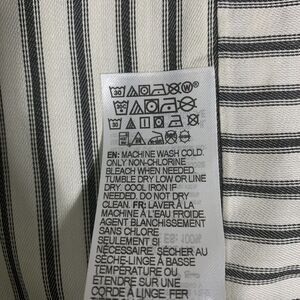 EN: MACHINE WASH COLD.
ONLY NON-CHLORINE
BLEACH WHEN NEEDED.
TUMBLE DRY LOW OR LINE
DRY. COOL IRON IF
NEEDED. DO NOT DRY
CLEAN. FR: LAVER À LA
MACHINE À L'EAU FROIDE.
AGENT BLANCHISSEMENT
SANS CHLORE
SEULEMENT SI
NÉCESSAIRE. SÉCHER AU
SÈCHE-LINGE À BASSE
TEMPÉRATURE OU
ÉTENDRE SUR UNE
CORDE À LINGE. FER